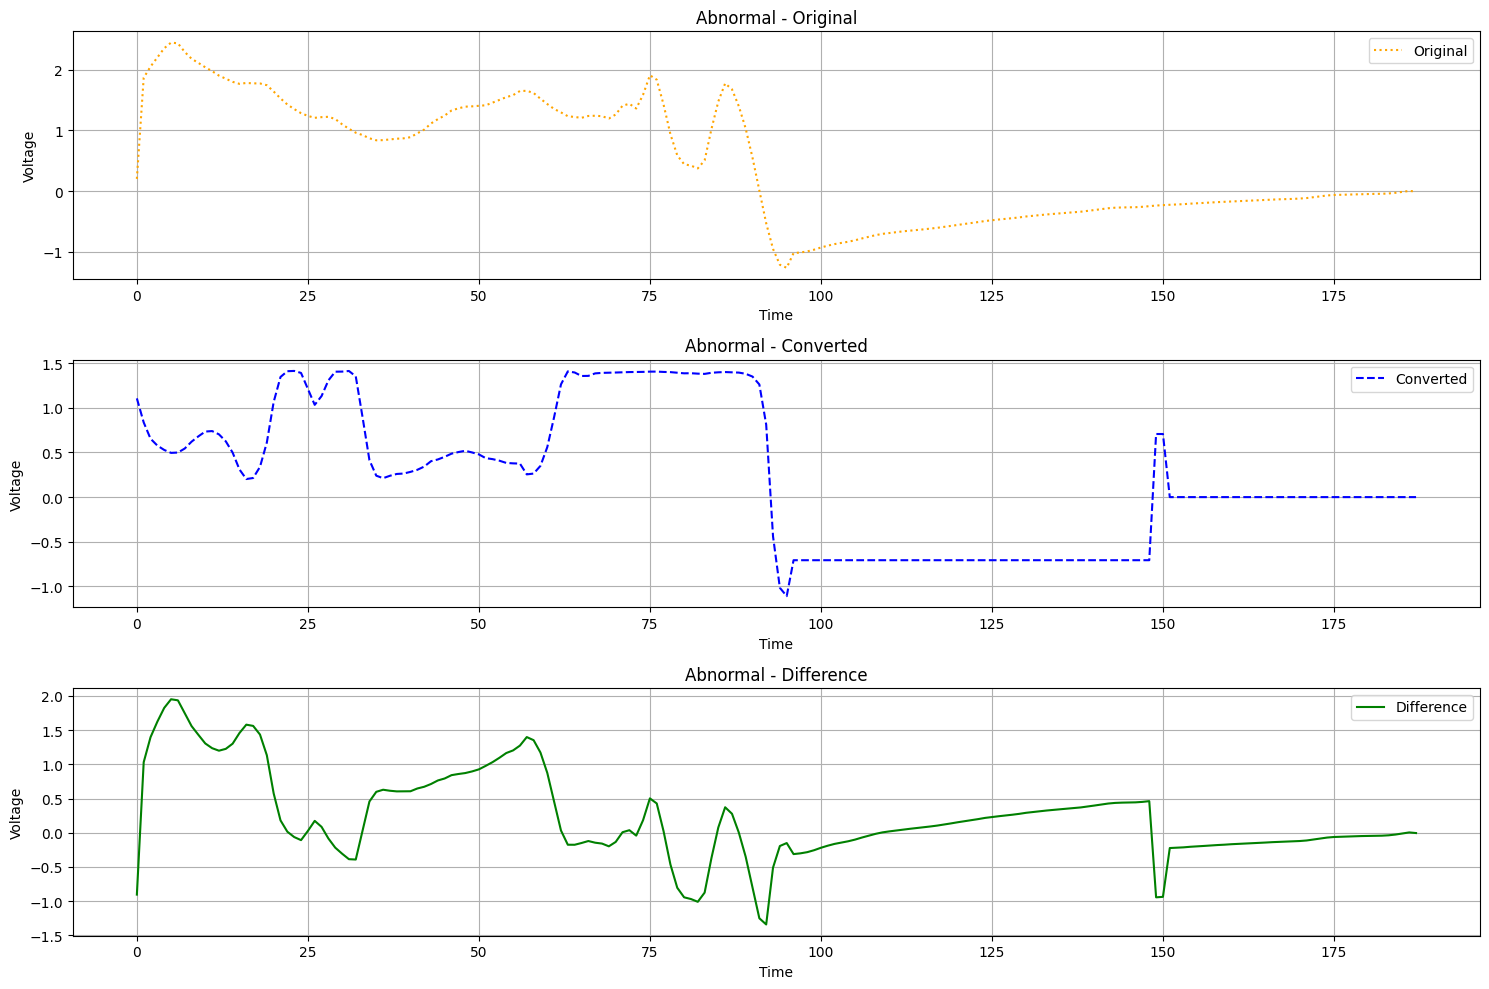 Abnormal - Original
Original
2
1
0
−1
Voltage
0 25 50 75 100 125 150 175
Time
Abnormal - Converted
Converted
1.5
1.0
0.5
0.0
−0.5
−1.0
Voltage
0 25 50 75 100 125 150 175
Time
Abnormal - Difference
Difference
2.0
1.5
1.0
0.5
0.0
−0.5
−1.0
−1.5
Voltage
0 25 50 75 100 125 150 175
Time